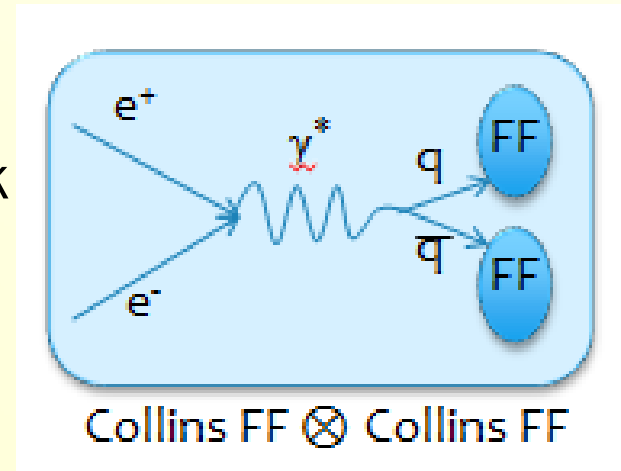 e⁺
γ*
FF
q
k
q̅
FF
e⁻
Collins FF ⊗ Collins FF